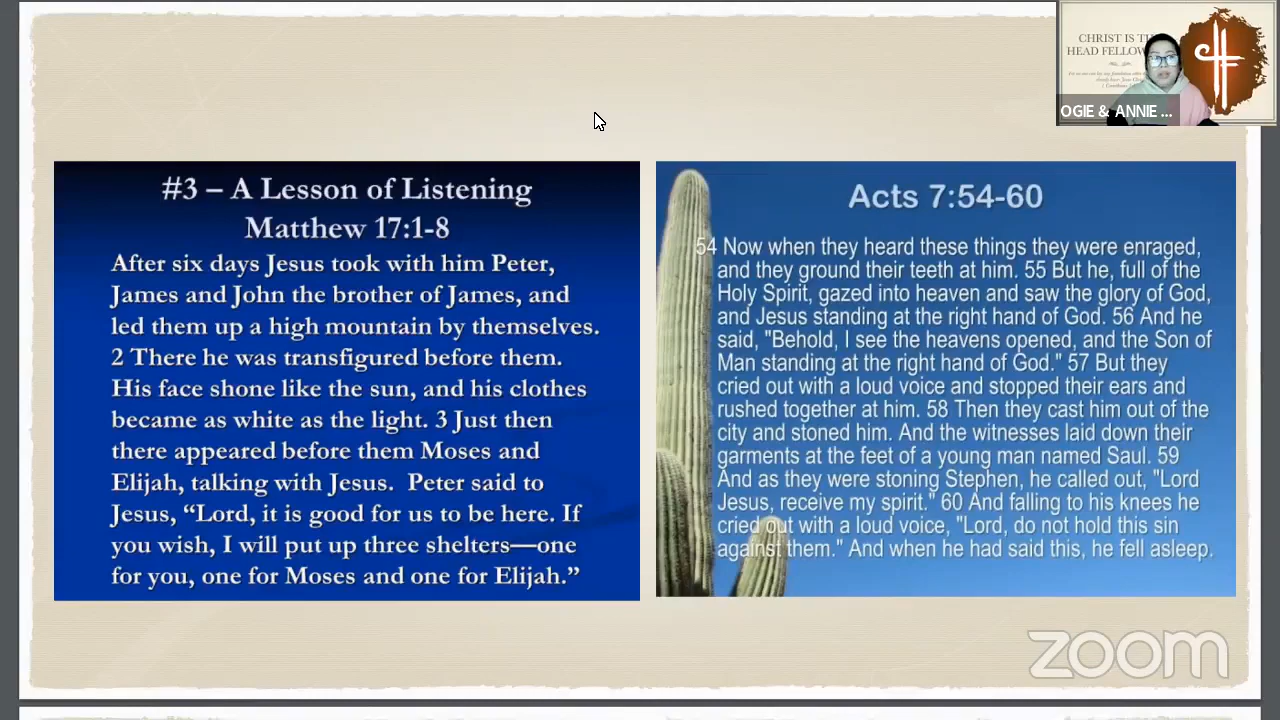 #3 – A Lesson of Listening
Matthew 17:1-8
After six days Jesus took with him Peter,
James and John the brother of James, and
led them up a high mountain by themselves.
2 There he was transfigured before them.
His face shone like the sun, and his clothes
became as white as the light. 3 Just then
there appeared before them Moses and
Elijah, talking with Jesus.  Peter said to
Jesus, “Lord, it is good for us to be here. If
you wish, I will put up three shelters—one
for you, one for Moses and one for Elijah.”
Acts 7:54-60
54 Now when they heard these things they were enraged,
and they ground their teeth at him. 55 But he, full of the
Holy Spirit, gazed into heaven and saw the glory of God,
and Jesus standing at the right hand of God. 56 And he
said, "Behold, I see the heavens opened, and the Son of
Man standing at the right hand of God." 57 But they
cried out with a loud voice and stopped their ears and
rushed together at him. 58 Then they cast him out of the
city and stoned him. And the witnesses laid down their
garments at the feet of a young man named Saul. 59
And as they were stoning Stephen, he called out, "Lord
Jesus, receive my spirit." 60 And falling to his knees he
cried out with a loud voice, "Lord, do not hold this sin
against them." And when he had said this, he fell asleep.
CHRIST IS
HEAD
OGIE & ANNIE ...
zoom